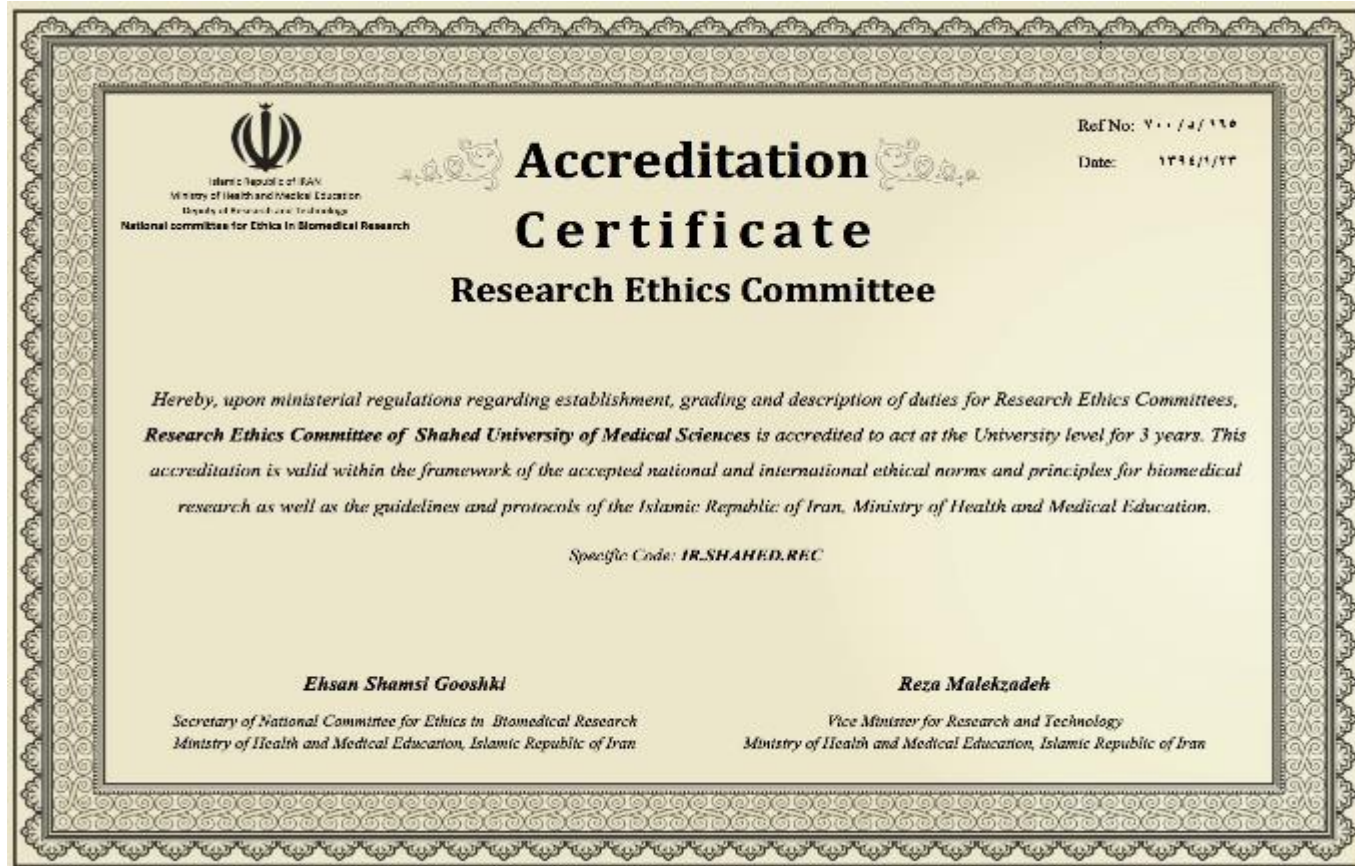 Islamic Republic of IRAN
Ministry of Health and Medical Education
Deputy of Research and Technology
National committee for Ethics in Biomedical Research
Ref No:
Date:
Accreditation
Certificate
Research Ethics Committee
Hereby, upon ministerial regulations regarding establishment, grading and description of duties for Research Ethics Committees,
Research Ethics Committee of Shahed University of Medical Sciences is accredited to act at the University level for 3 years. This
accreditation is valid within the framework of the accepted national and international ethical norms and principles for biomedical
research as well as the guidelines and protocols of the Islamic Republic of Iran, Ministry of Health and Medical Education.
Specific Code: IR.SHAHED.REC
Ehsan Shamsi Gooshki
Secretary of National Committee for Ethics in Biomedical Research
Ministry of Health and Medical Education, Islamic Republic of Iran
Reza Malekzadeh
Vice Minister for Research and Technology
Ministry of Health and Medical Education, Islamic Republic of Iran